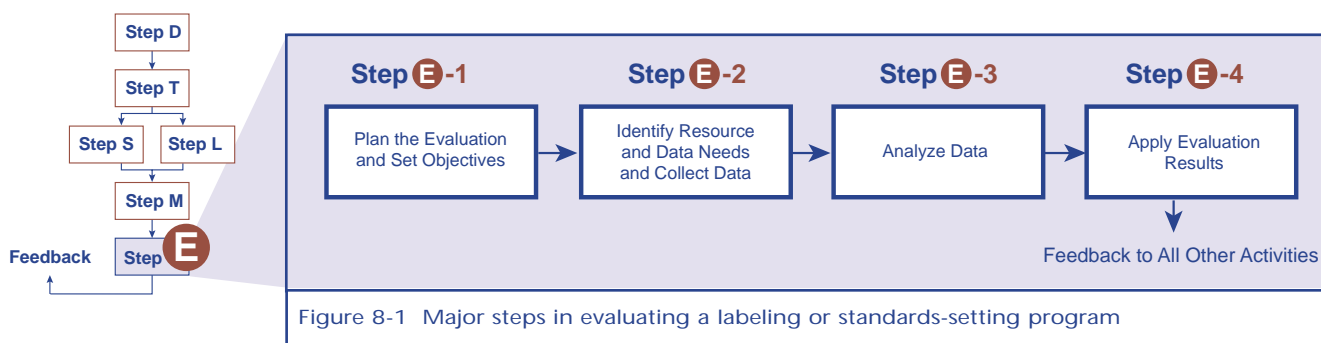 Step D
Step T
Step S
Step L
Step M
Step E
Feedback
Step E-1
Plan the Evaluation
and Set Objectives
Step E-2
Identify Resource
and Data Needs
and Collect Data
Step E-3
Analyze Data
Step E-4
Apply Evaluation
Results
Feedback to All Other Activities
Figure 8-1 Major steps in evaluating a labeling or standards-setting program